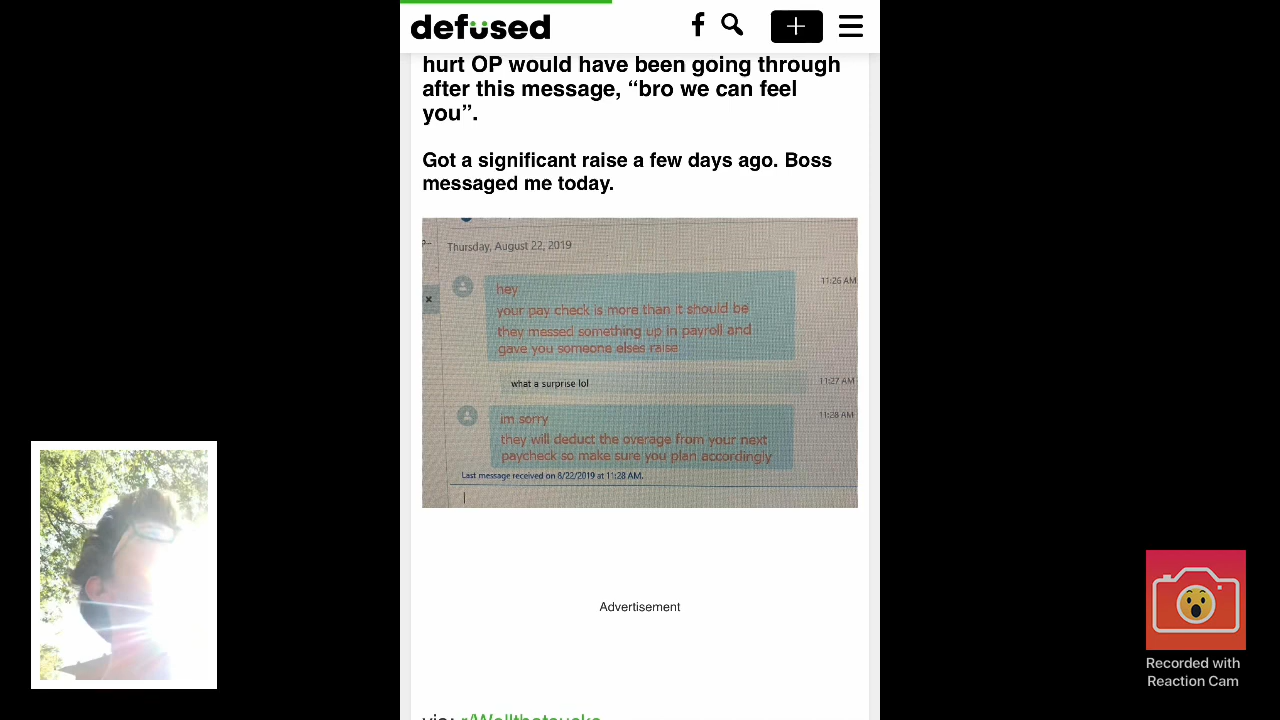 defüsed
hurt OP would have been going through
after this message, “bro we can feel
you”.
Got a significant raise a few days ago. Boss
messaged me today.
Thursday, August 22, 2019
hey
11:26 AM
your pay check is more than it should be
they messed something up in payroll and
gave you someone elses raise
what a surprise lol
11:27 AM
im sorry
11:28 AM
they will deduct the overage from your next
paycheck so make sure you plan accordingly
Last message received on 8/22/2019 at 11:28 AM.
Advertisement
via: r/Wellthatsucks
Recorded with
Reaction Cam